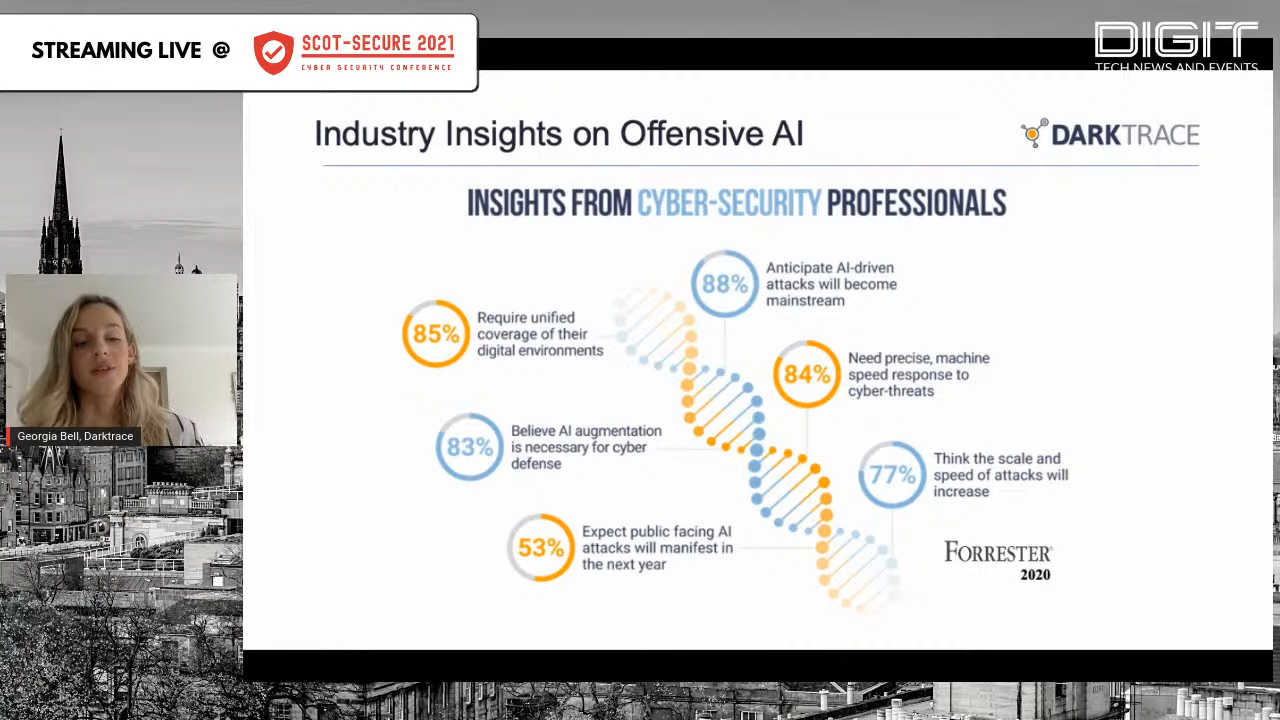 STREAMING LIVE @
SCOT-SECURE 2021
CYBER SECURITY CONFERENCE
DIGIT
TECH NEWS AND EVENTS
Industry Insights on Offensive AI
DARKTRACE
INSIGHTS FROM CYBER-SECURITY PROFESSIONALS
88%
Anticipate AI-driven
attacks will become
mainstream
85%
Require unified
coverage of their
digital environments
84%
Need precise, machine
speed response to
cyber-threats
83%
Believe AI augmentation
is necessary for cyber
defense
77%
Think the scale and
speed of attacks will
increase
53%
Expect public facing AI
attacks will manifest in
the next year
FORRESTER
2020
Georgia Bell, Darktrace